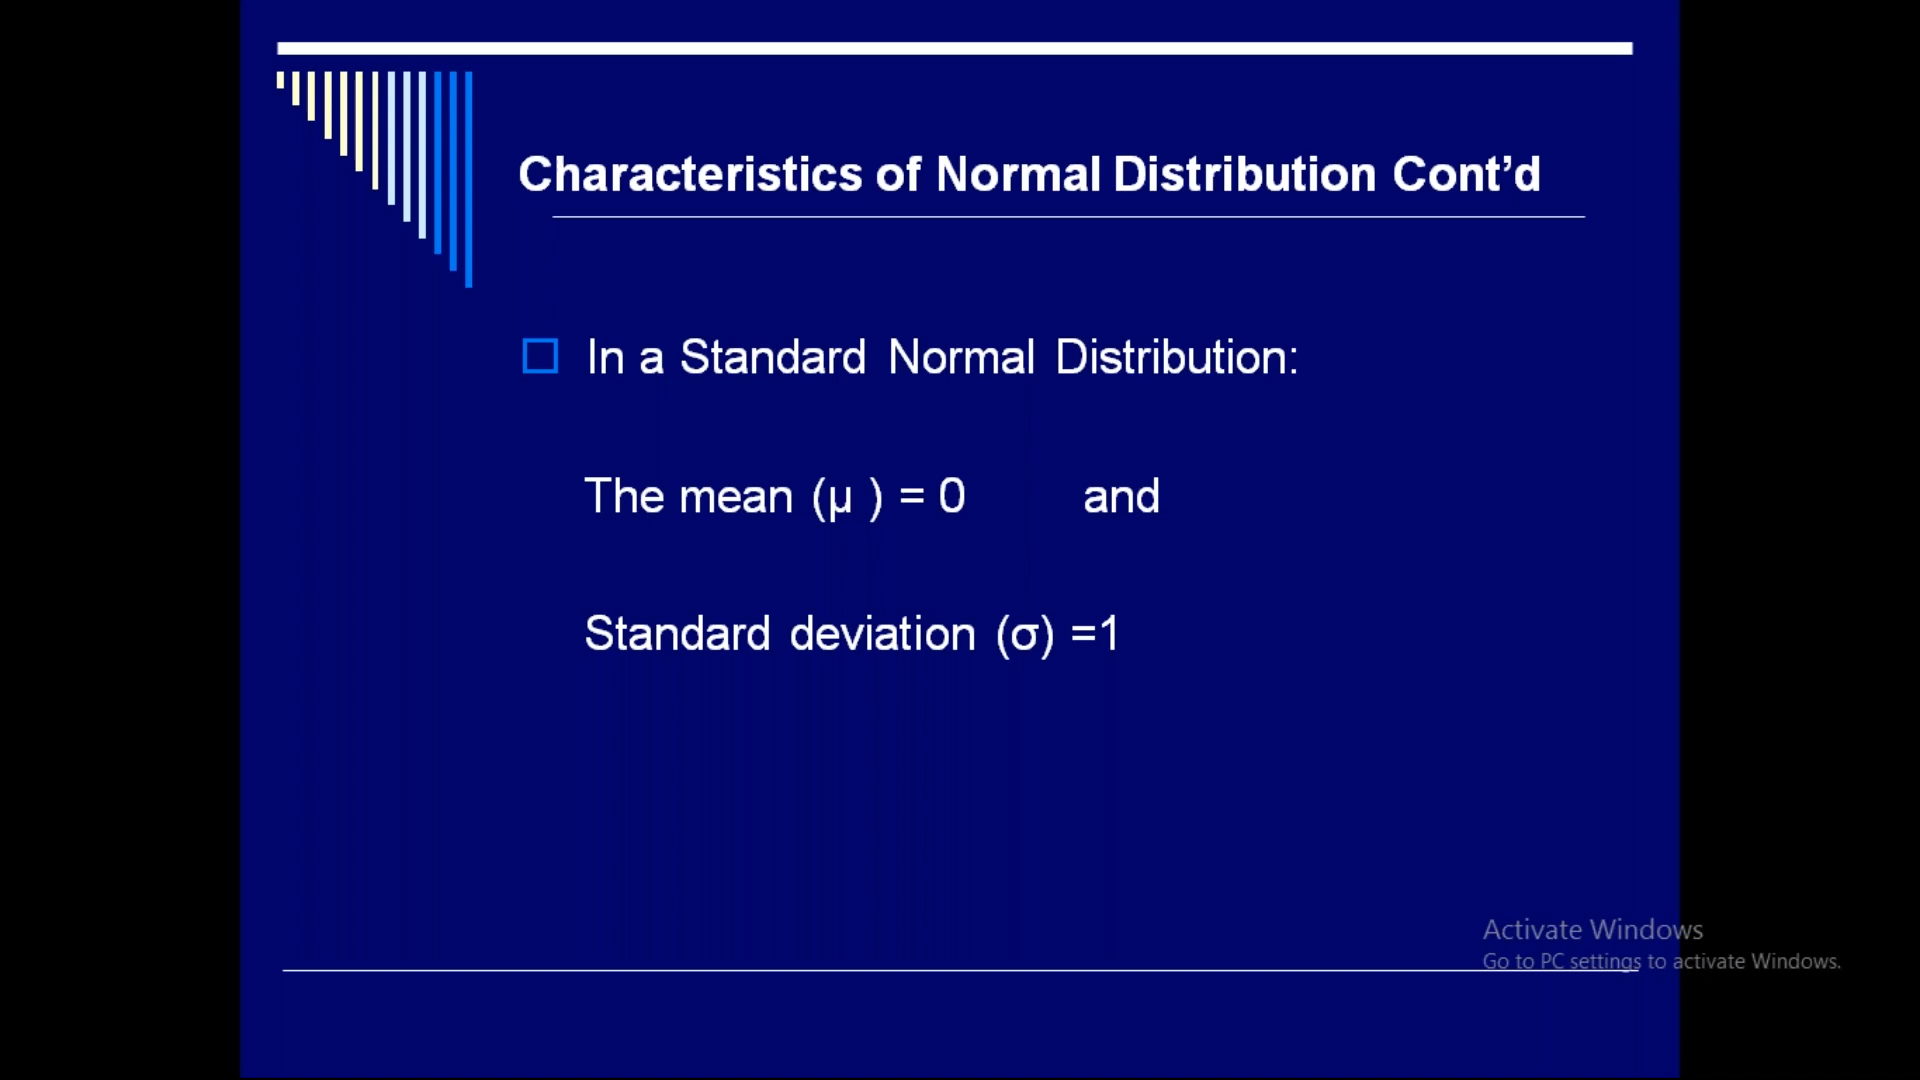 Characteristics of Normal Distribution Cont’d
In a Standard Normal Distribution:
The mean (μ ) = 0 and
Standard deviation (σ) =1
Activate Windows
Go to PC settings to activate Windows.